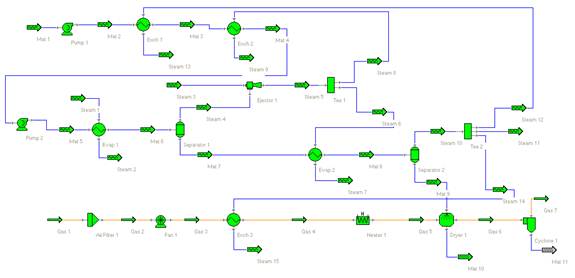 Mat 1
Pump 1
Mat 2
Exch 1
Mat 3
Exch 2
Mat 4
Steam 13
Steam 9
Steam 3
Steam 4
Ejector 1
Steam 5
Tee 1
Steam 8
Steam 6
Steam 1
Pump 2
Mat 5
Evap 1
Mat 6
Separator 1
Steam 2
Mat 7
Evap 2
Mat 8
Separator 2
Steam 7
Steam 10
Tee 2
Steam 12
Steam 11
Mat 9
Steam 14
Gas 1
Air Filter 1
Gas 2
Fan 1
Gas 3
Exch 3
Gas 4
Heater 1
Gas 5
Dryer 1
Gas 6
Gas 7
Cyclone 1
Steam 15
Mat 10
Mat 11